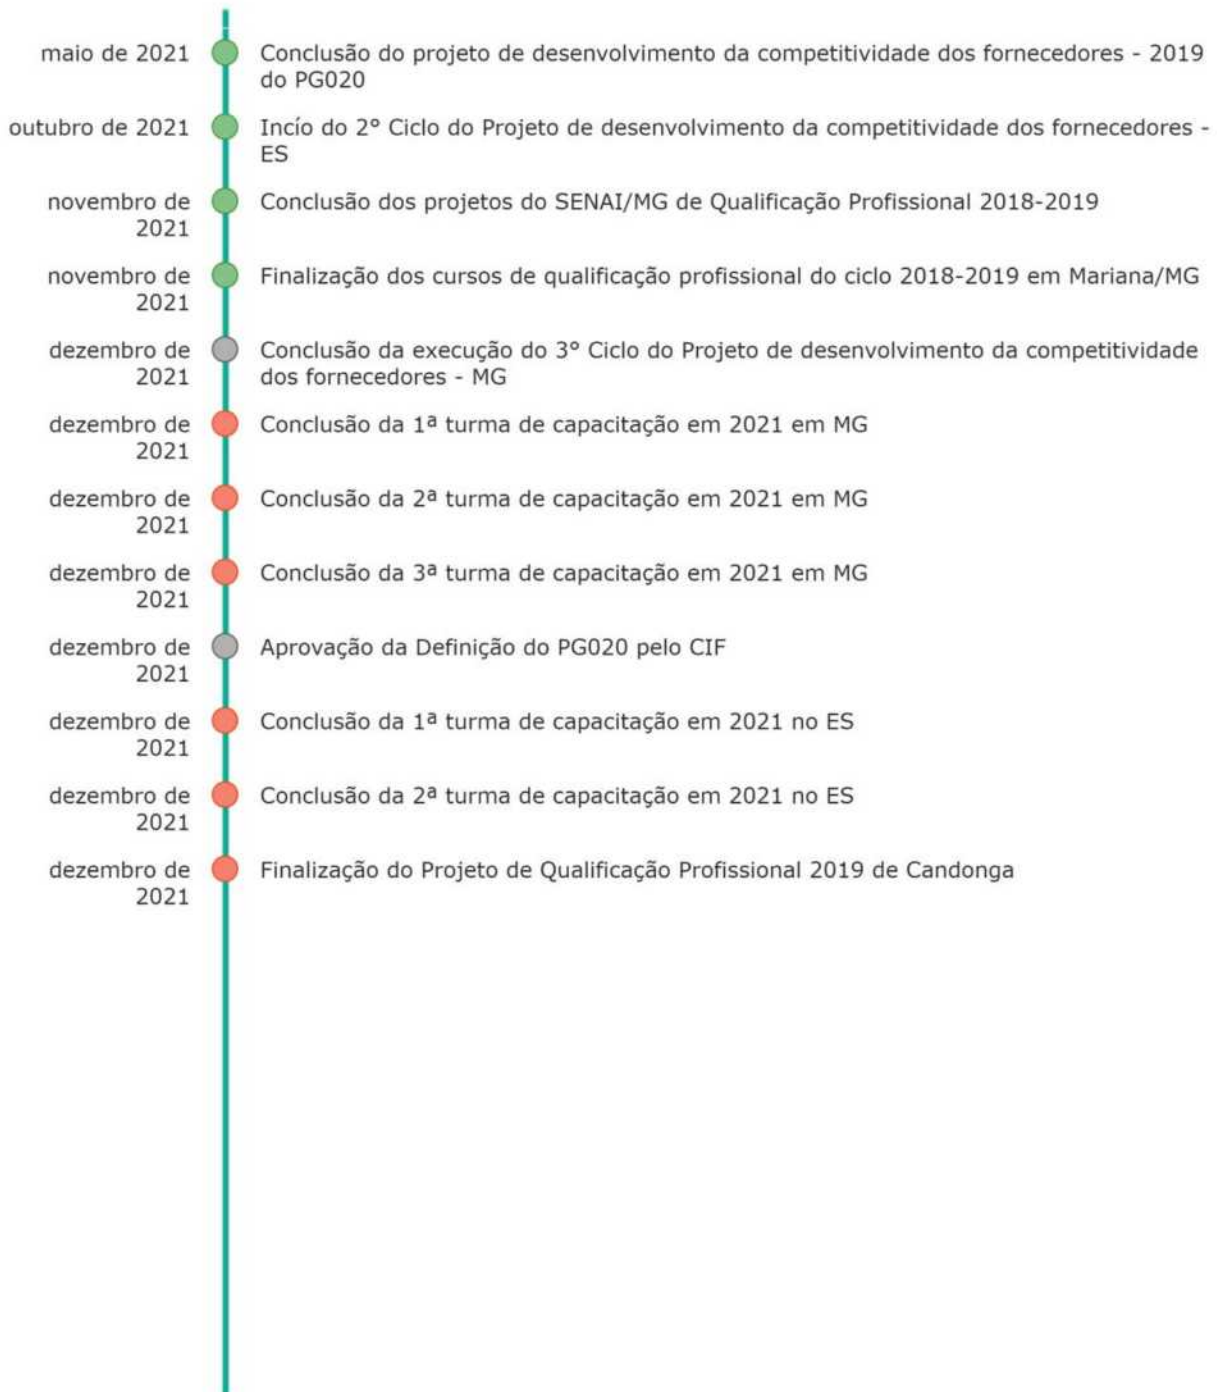 maio de 2021
Conclusão do projeto de desenvolvimento da competitividade dos fornecedores - 2019
do PG020
outubro de 2021
Incío do 2° Ciclo do Projeto de desenvolvimento da competitividade dos fornecedores -
ES
novembro de
2021
Conclusão dos projetos do SENAI/MG de Qualificação Profissional 2018-2019
novembro de
2021
Finalização dos cursos de qualificação profissional do ciclo 2018-2019 em Mariana/MG
dezembro de
2021
Conclusão da execução do 3° Ciclo do Projeto de desenvolvimento da competitividade
dos fornecedores - MG
dezembro de
2021
Conclusão da 1ª turma de capacitação em 2021 em MG
dezembro de
2021
Conclusão da 2ª turma de capacitação em 2021 em MG
dezembro de
2021
Conclusão da 3ª turma de capacitação em 2021 em MG
dezembro de
2021
Aprovação da Definição do PG020 pelo CIF
dezembro de
2021
Conclusão da 1ª turma de capacitação em 2021 no ES
dezembro de
2021
Conclusão da 2ª turma de capacitação em 2021 no ES
dezembro de
2021
Finalização do Projeto de Qualificação Profissional 2019 de Candonga